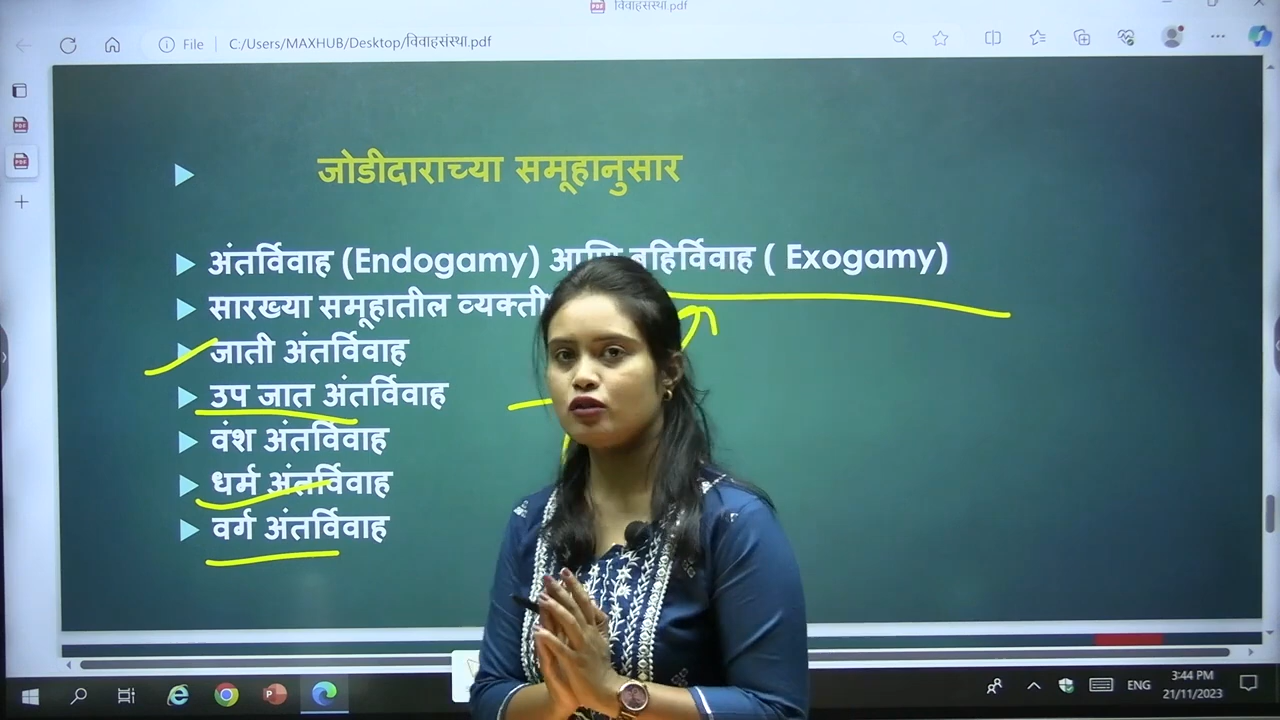 विवाहसंस्था.pdf
File C:/Users/MAXHUB/Desktop/विवाहसंस्था.pdf
जोडीदाराच्या समूहानुसार
अंतर्विवाह (Endogamy) आणि बहिर्विवाह ( Exogamy)
सारख्या समूहातील व्यक्ती
जाती अंतर्विवाह
उप जात अंतर्विवाह
वंश अंतर्विवाह
धर्म अंतर्विवाह
वर्ग अंतर्विवाह
ENG
3:44 PM
21/11/2023